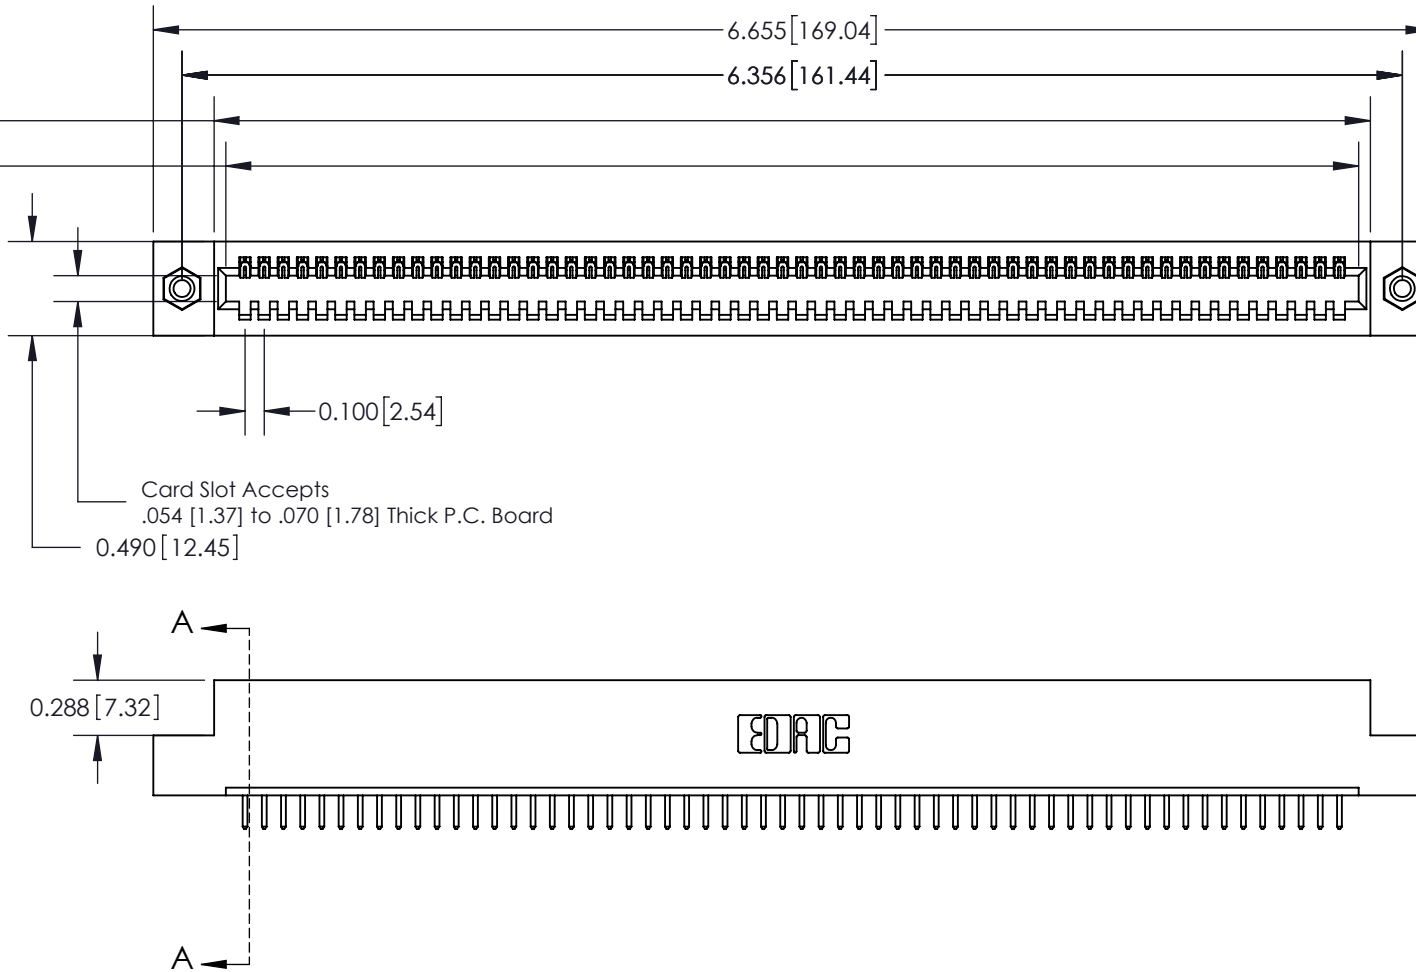 6.655[169.04]
6.356[161.44]
0.100[2.54]
Card Slot Accepts
.054 [1.37] to .070 [1.78] Thick P.C. Board
0.490[12.45]
A
0.288[7.32]
EDAC
A